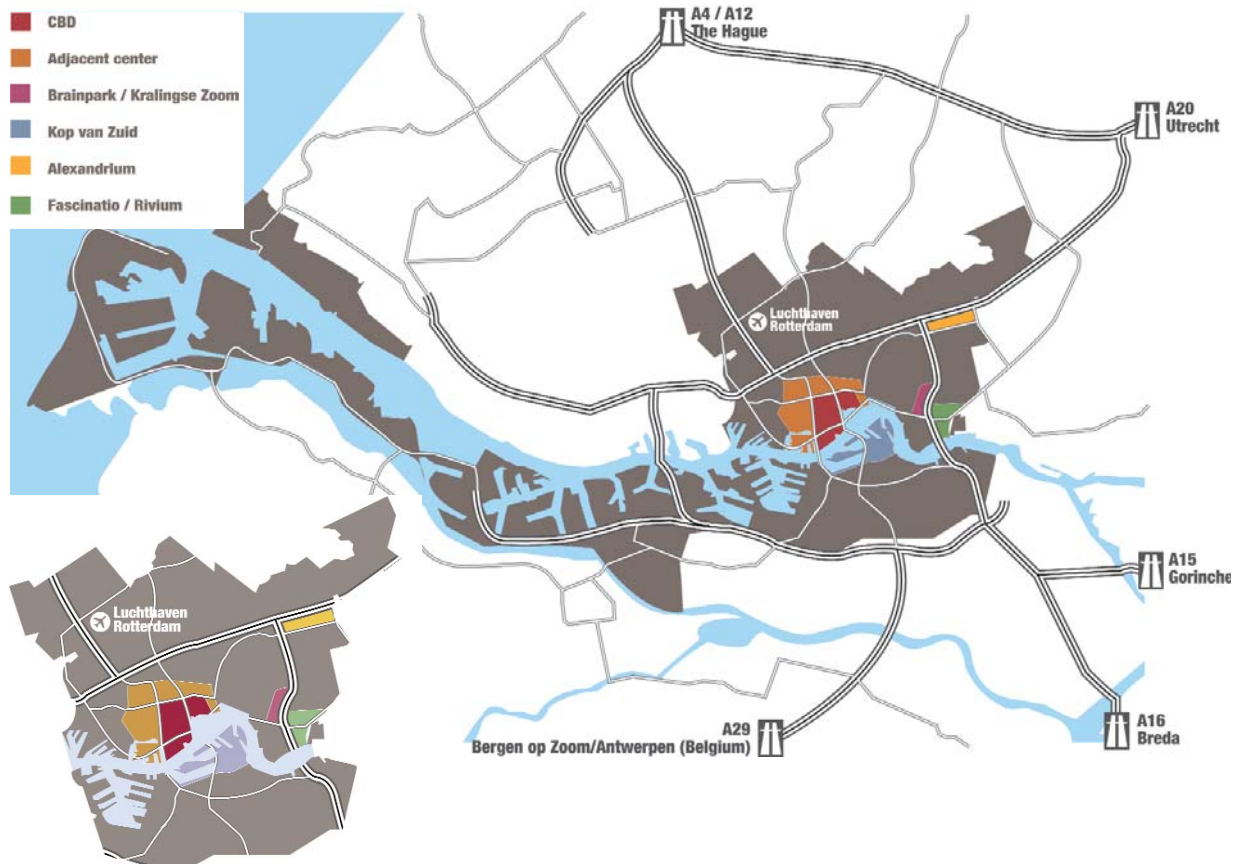 CBD
Adjacent center
Brainpark / Kralingse Zoom
Kop van Zuid
Alexandrium
Fascinatio / Rivium
A4 / A12
The Hague
A20
Utrecht
Luchthaven
Rotterdam
A15
Gorinche
A16
Breda
A29
Bergen op Zoom/Antwerpen (Belgium)
Luchthaven
Rotterdam